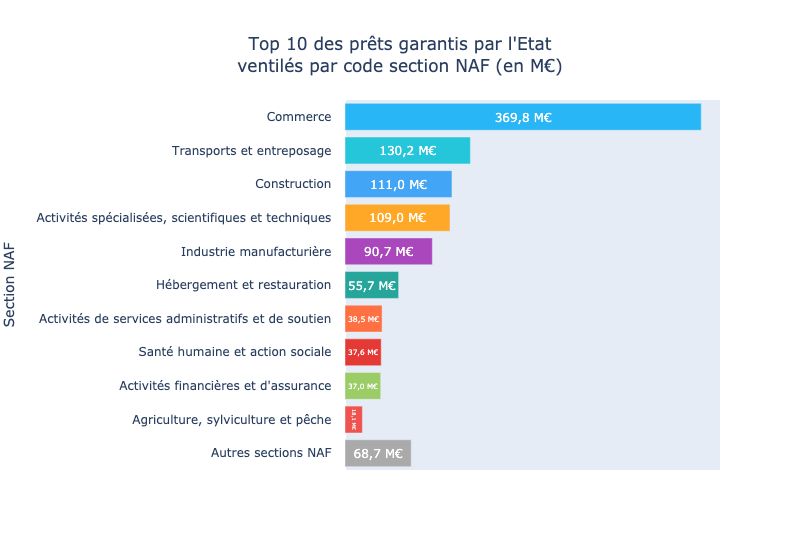 Top 10 des prêts garantis par l'Etat
ventilés par code section NAF (en M€)
Section NAF
Commerce 369,8 M€
Transports et entreposage 130,2 M€
Construction 111,0 M€
Activités spécialisées, scientifiques et techniques 109,0 M€
Industrie manufacturière 90,7 M€
Hébergement et restauration 55,7 M€
Activités de services administratifs et de soutien 38,5 M€
Santé humaine et action sociale 37,6 M€
Activités financières et d'assurance 37,0 M€
Agriculture, sylviculture et pêche 18,1 M€
Autres sections NAF 68,7 M€